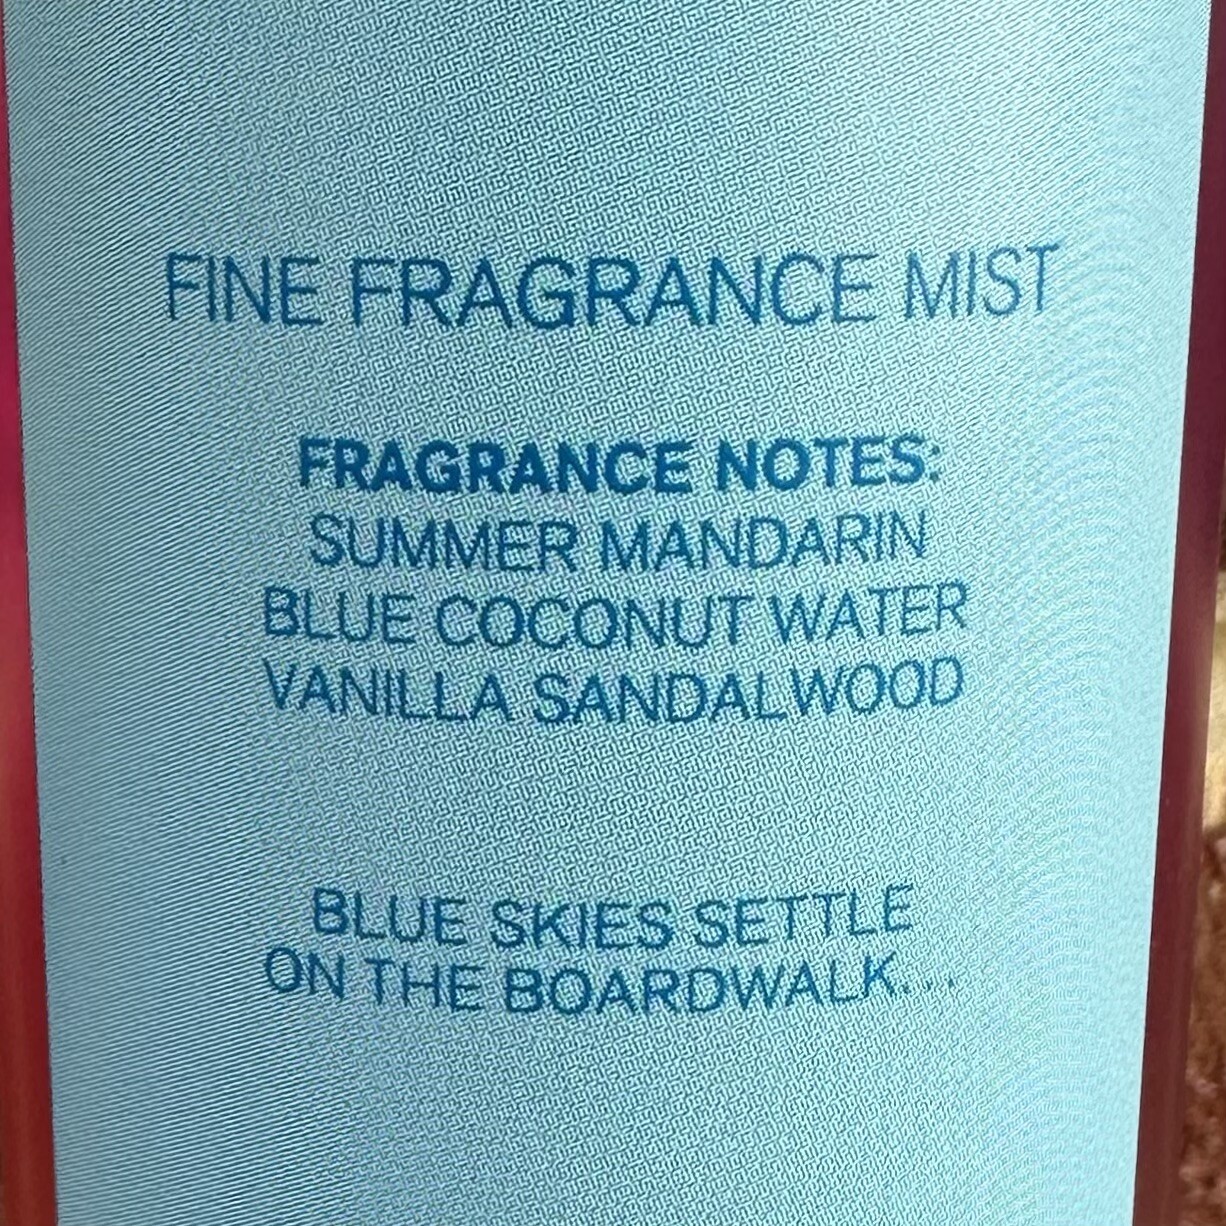 FINE FRAGRANCE MIST
FRAGRANCE NOTES:
SUMMER MANDARIN
BLUE COCONUT WATER
VANILLA SANDALWOOD
BLUE SKIES SETTLE
ON THE BOARDWALK...